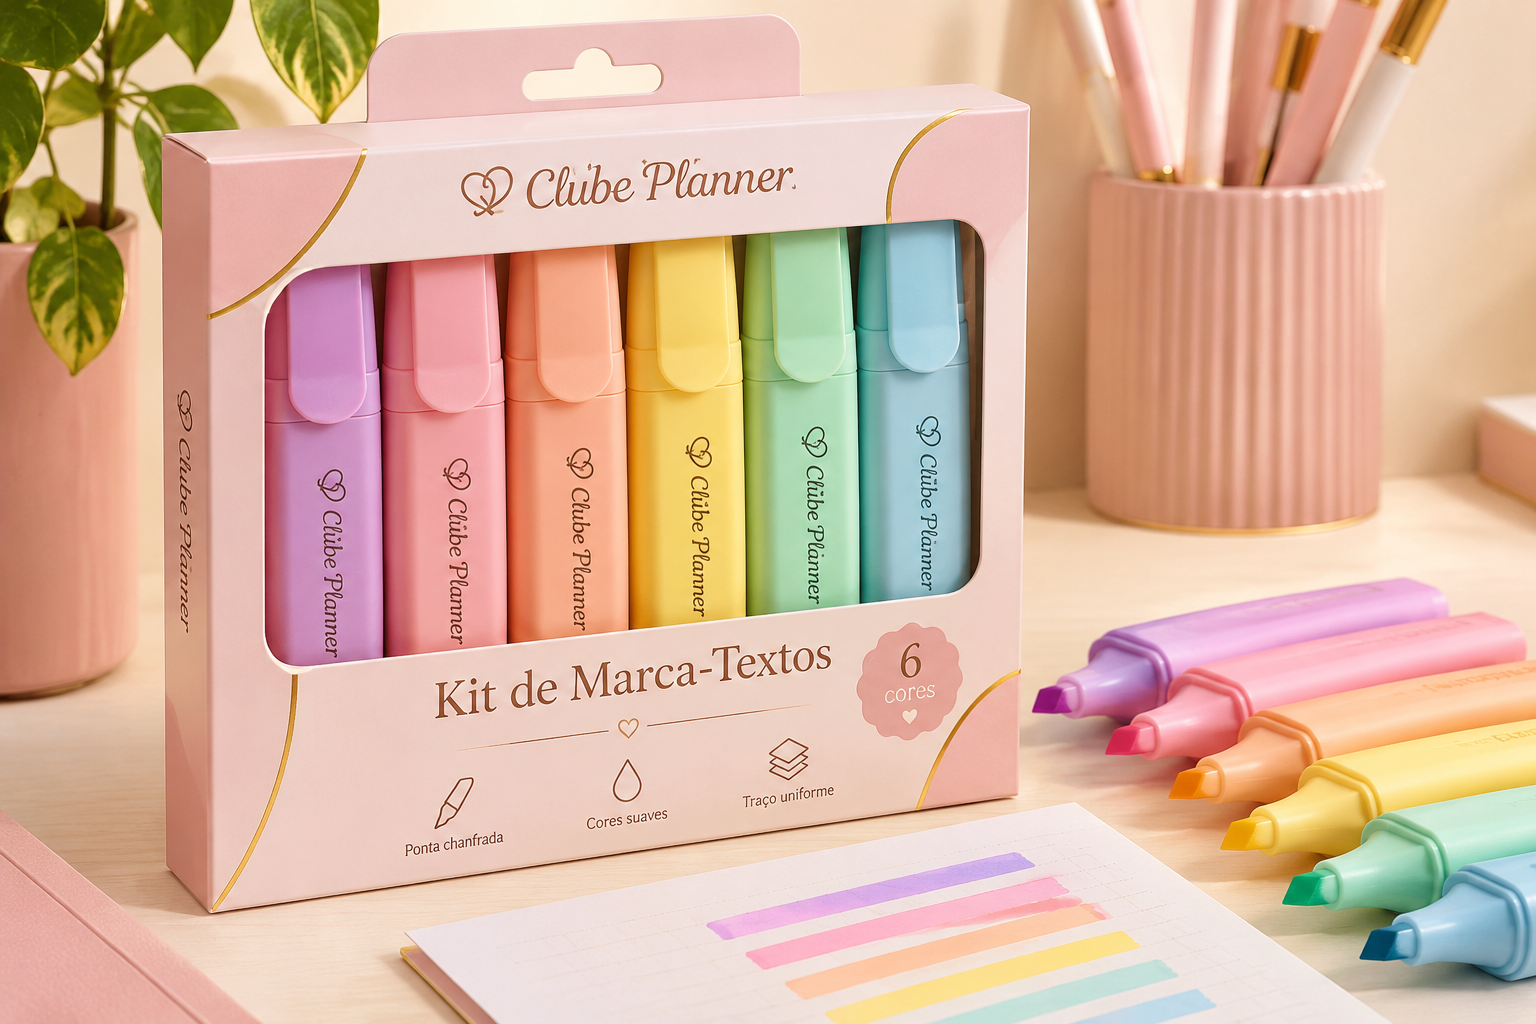 Clube Planner
Clube Planner
Clube Planner
Clube Planner
Clube Planner
Clube Planner
Clube Planner
Clube Planner
Kit de Marca-Textos
6
cores
Ponta chanfrada
Cores suaves
Traço uniforme